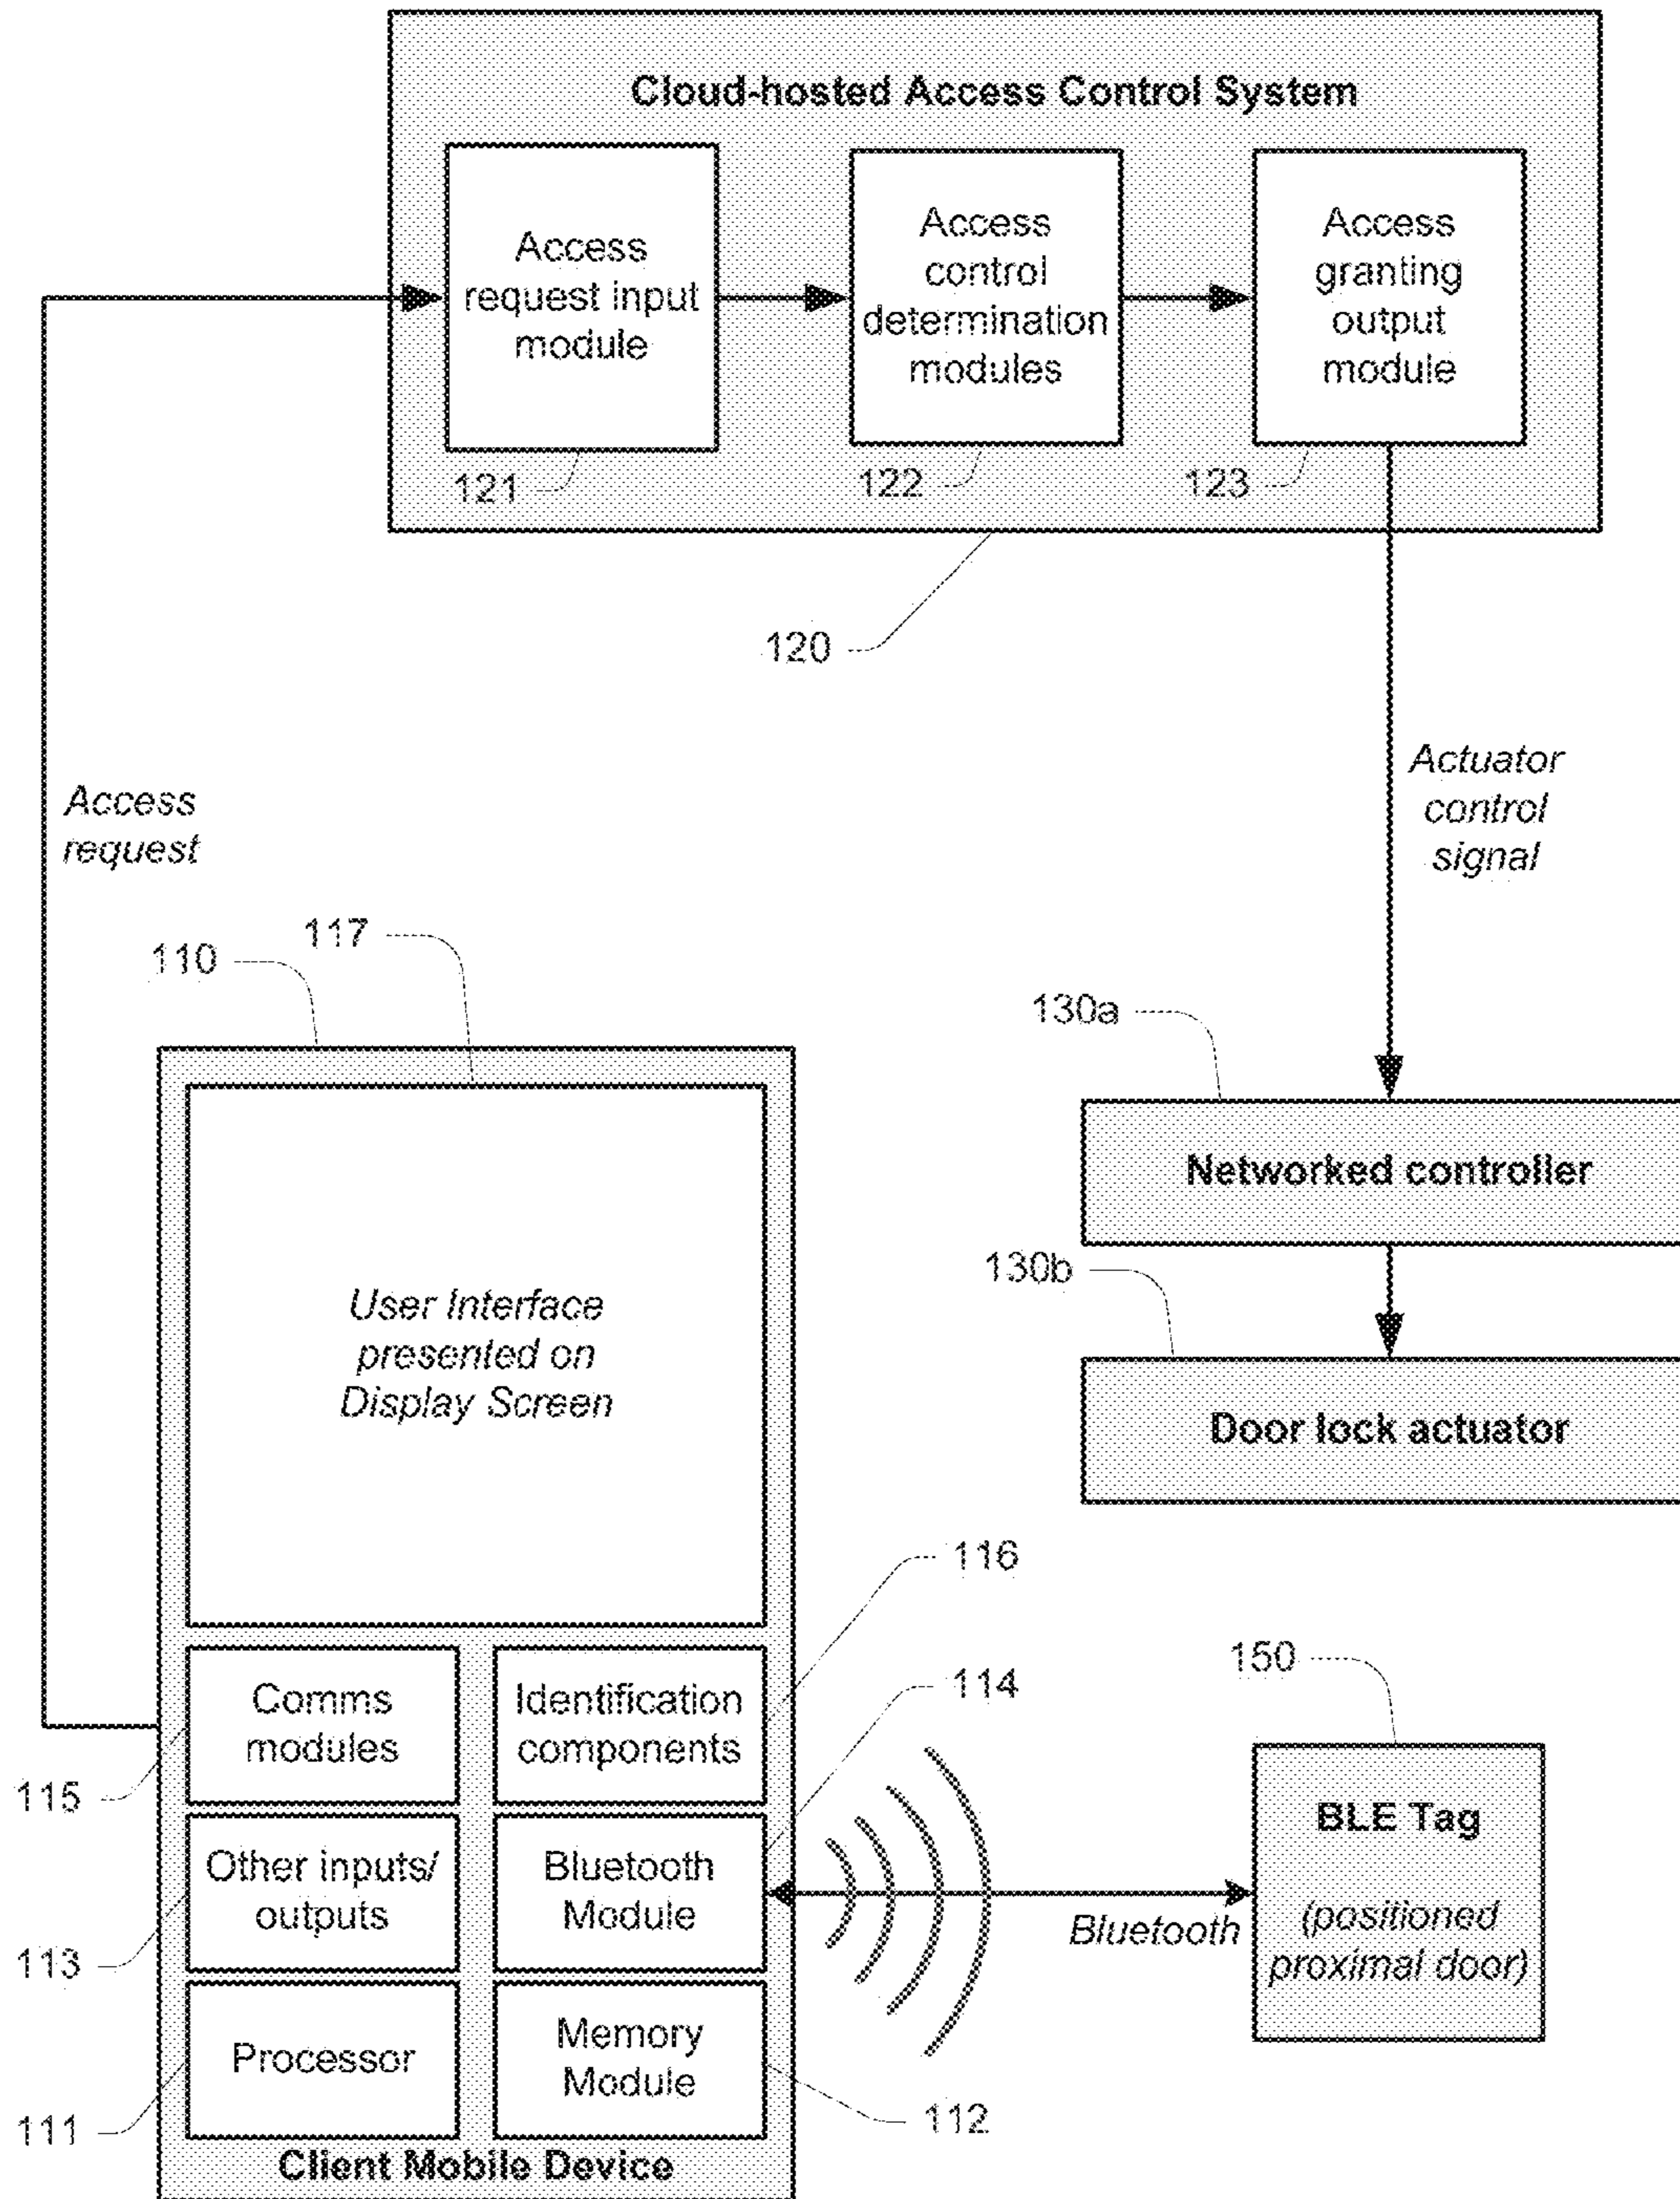 Cloud-hosted Access Control System
Access
request input
module
Access
control
determination
modules
Access
granting
output
module
121
122
123
120
Access
request
Actuator
control
signal
117
110
130a
Networked controller
130b
Door lock actuator
User Interface
presented on
Display Screen
116
114
150
Comms
modules
Identification
components
115
Other inputs/
outputs
Bluetooth
Module
113
Bluetooth
BLE Tag
(positioned
proximal door)
Processor
Memory
Module
111
112
Client Mobile Device